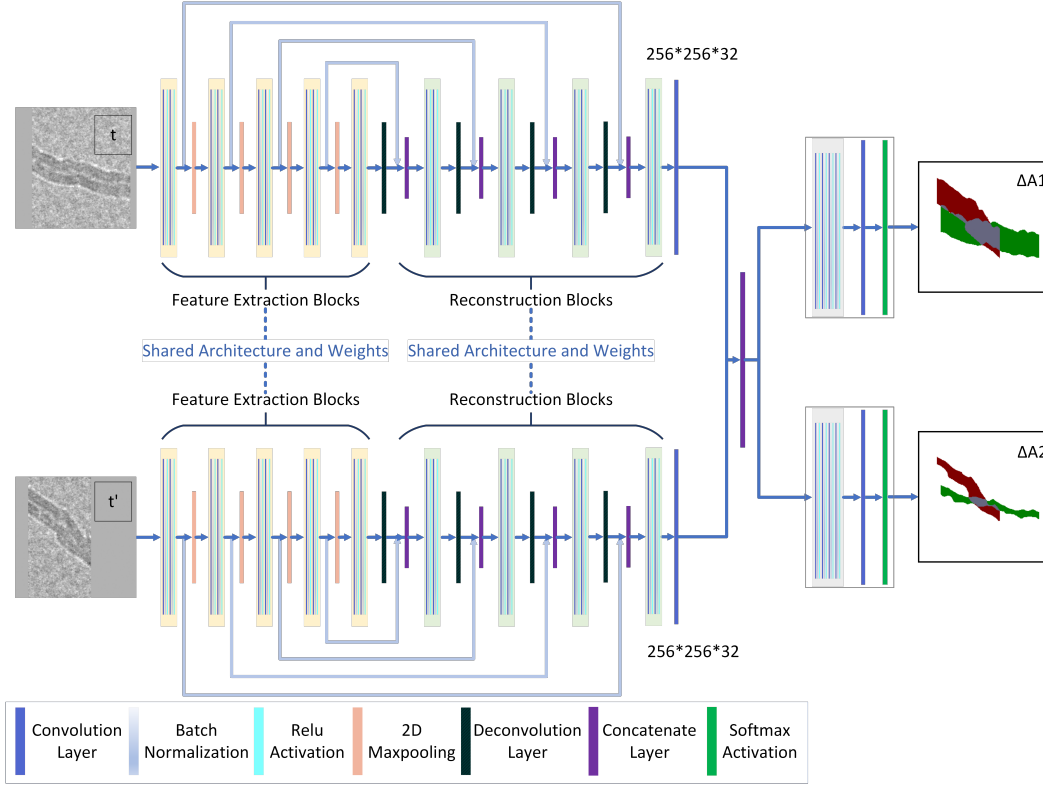 256*256*32
t
ΔA1
Feature Extraction Blocks
Reconstruction Blocks
Shared Architecture and Weights
Shared Architecture and Weights
Feature Extraction Blocks
Reconstruction Blocks
t'
ΔA2
256*256*32
Convolution
Layer
Batch
Normalization
Relu
Activation
2D
Maxpooling
Deconvolution
Layer
Concatenate
Layer
Softmax
Activation